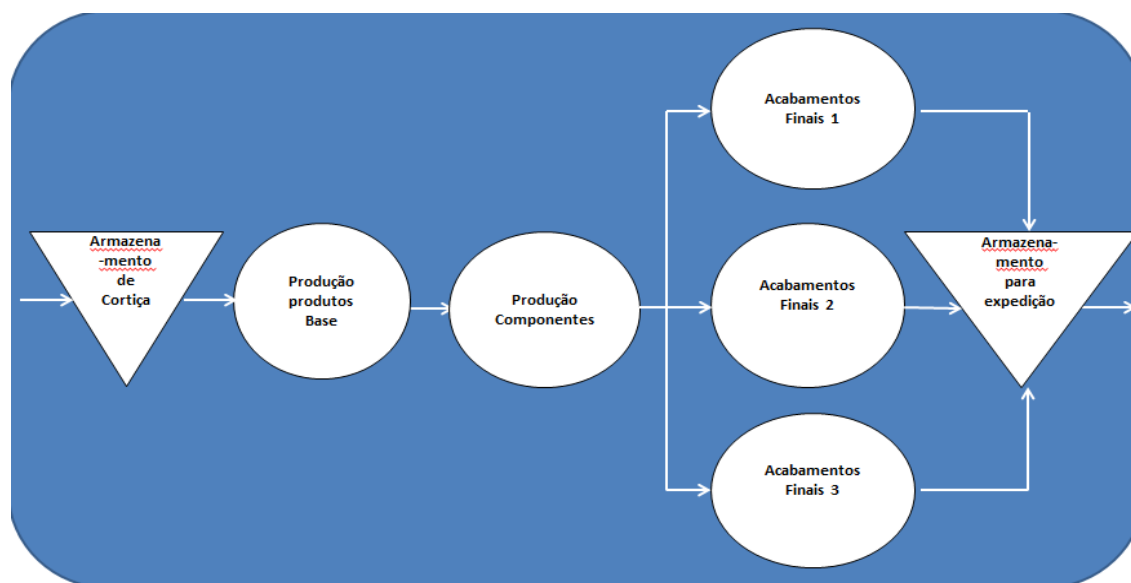 Armazena
-mento
de
Cortiça
Produção
produtos
Base
Produção
Componentes
Acabamentos
Finais 1
Acabamentos
Finais 2
Acabamentos
Finais 3
Armazena-
mento
para
expedição